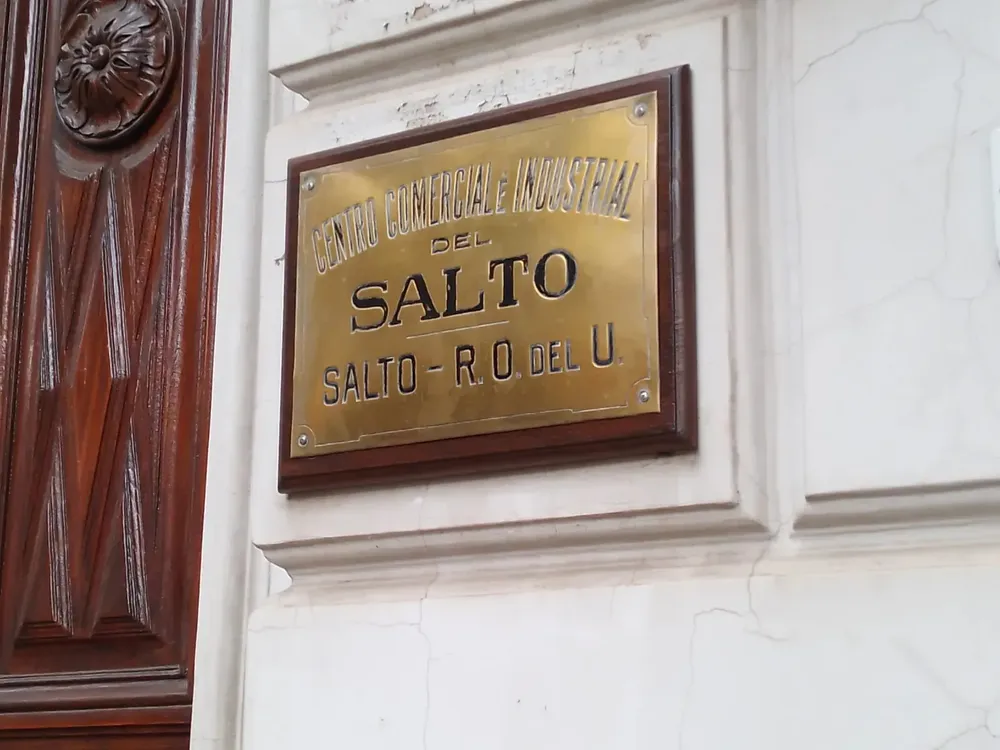 CENTRO COMERCIAL É INDUSTRIAL
DEL
SALTO
SALTO - R. O. DEL U.